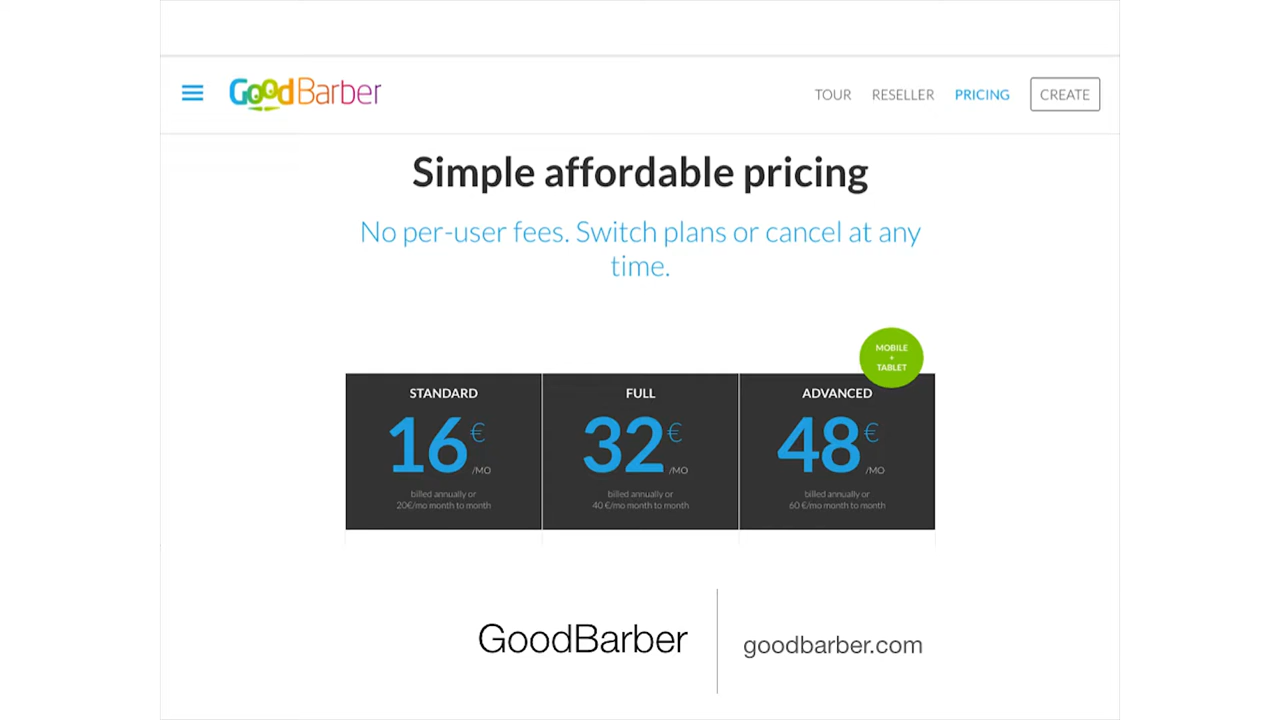 GoodBarber
TOUR RESELLER PRICING CREATE
Simple affordable pricing
No per-user fees. Switch plans or cancel at any
time.
MOBILE
+
TABLET
STANDARD
16€
/MO
billed annually or
20€/mo month to month
FULL
32€
/MO
billed annually or
40 €/mo month to month
ADVANCED
48€
/MO
billed annually or
60 €/mo month to month
GoodBarber
goodbarber.com